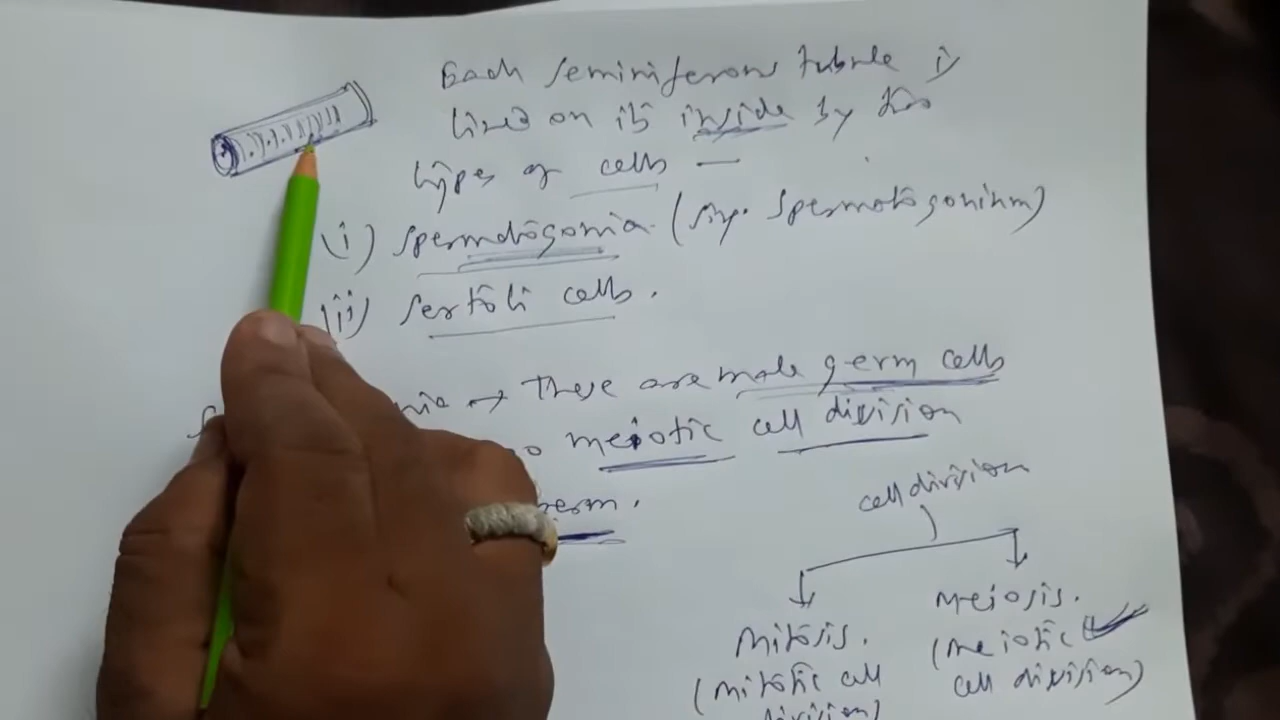 Each seminiferous tubule is
lined on its inside by two
types of cells —
(i) spermatogonia (sing. spermatogonium)
(ii) sertoli cells.
→ These are male germ cells
meiotic cell division
cell division
Mitosis.
Meiosis.
(mitotic cell
division)
(meiotic
cell division)